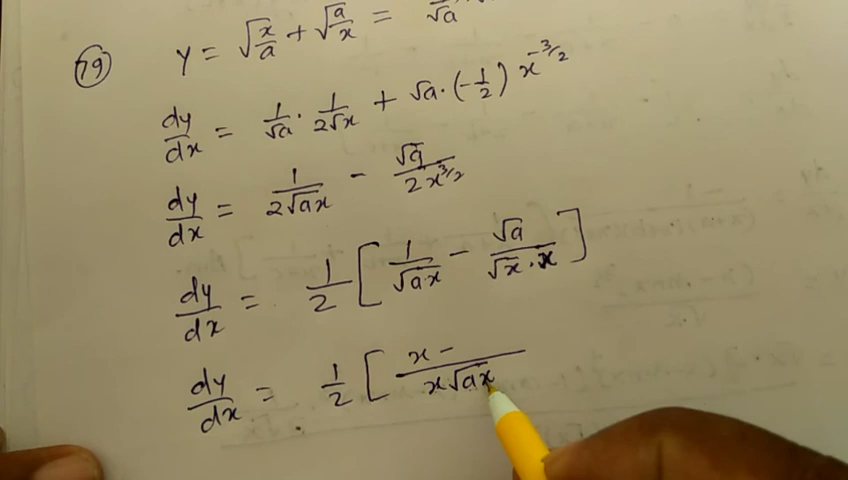 (79) y = √(x/a) + √(a/x) = /√a
dy/dx = 1/√a · 1/(2√x) + √a · (-1/2) x^(-3/2)
dy/dx = 1/(2√(ax)) - √a/(2x^(3/2))
dy/dx = 1/2 [1/√(ax) - √a/(√x · x)]
dy/dx = 1/2 [(x -)/(x√(ax))